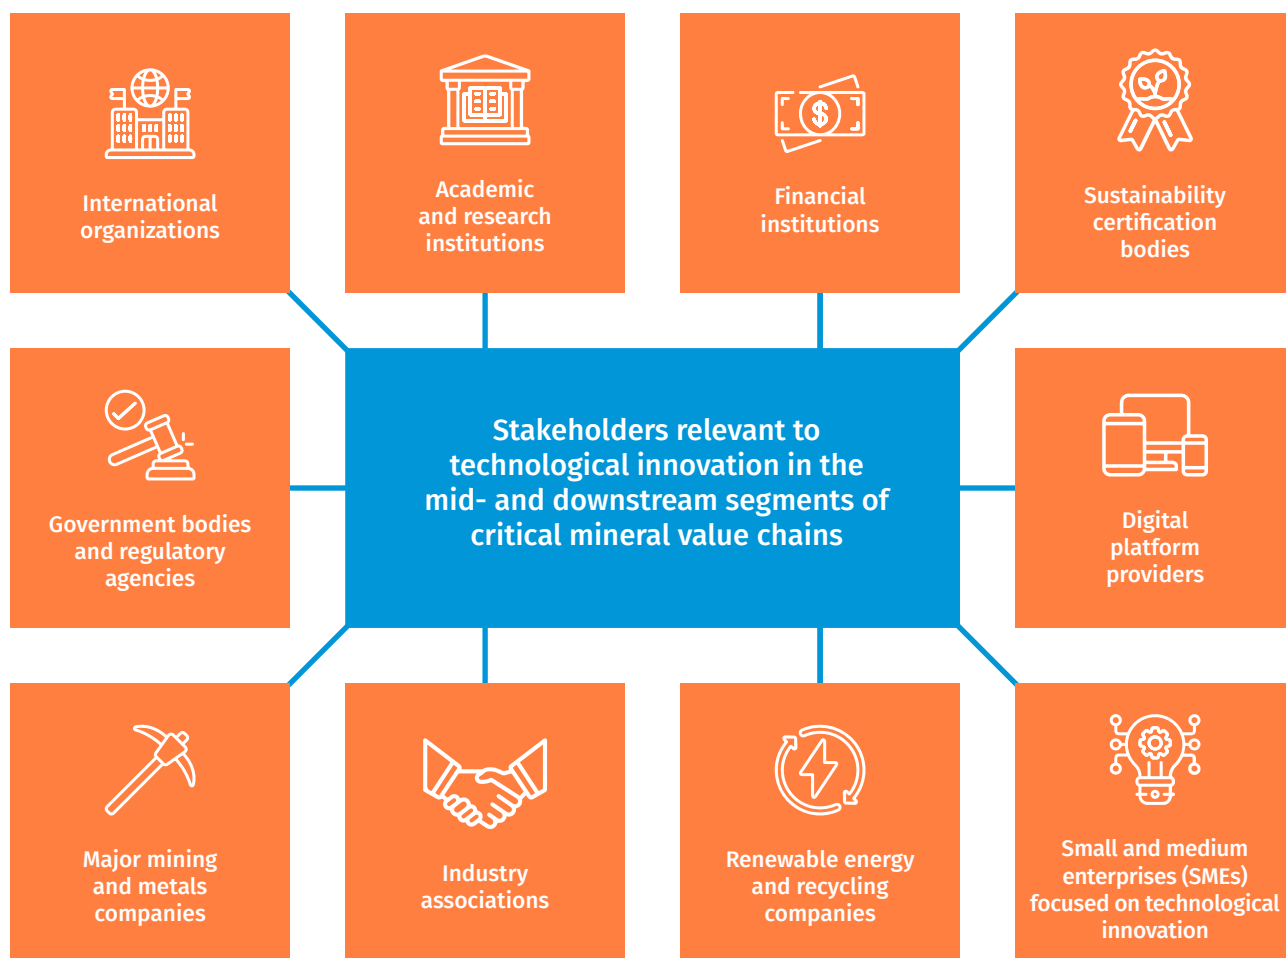 International
organizations
Academic
and research
institutions
Financial
institutions
Sustainability
certification
bodies
Government bodies
and regulatory
agencies
Stakeholders relevant to
technological innovation in the
mid- and downstream segments of
critical mineral value chains
Digital
platform
providers
Major mining
and metals
companies
Industry
associations
Renewable energy
and recycling
companies
Small and medium
enterprises (SMEs)
focused on technological
innovation